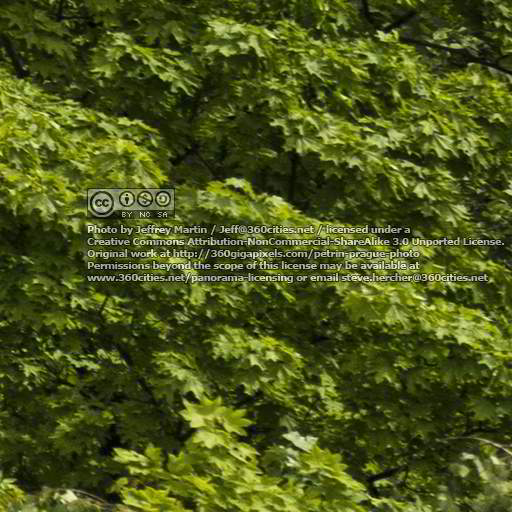 cc BY NC SA
Photo by Jeffrey Martin / Jeff@360cities.net / licensed under a
Creative Commons Attribution-NonCommercial-ShareAlike 3.0 Unported License.
Original work at http://360gigapixels.com/petrin-prague-photo
Permissions beyond the scope of this license may be available at
www.360cities.net/panorama-licensing or email steve.hercher@360cities.net